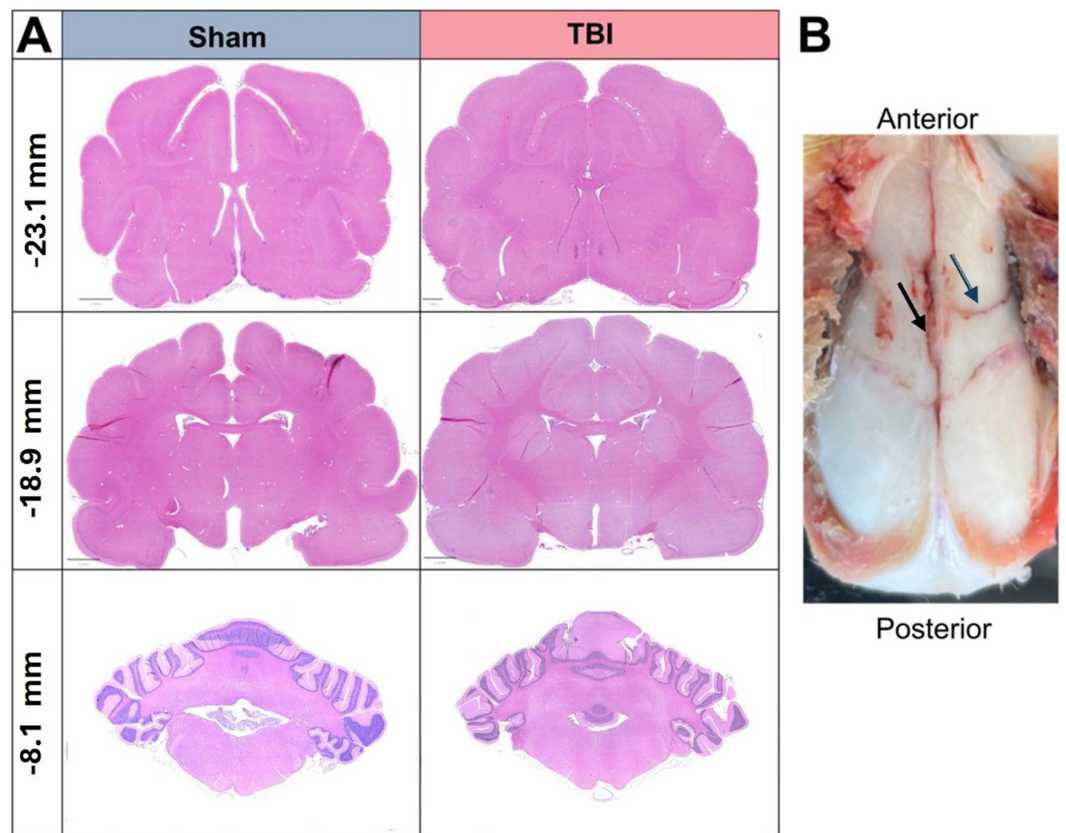 A
Sham
TBI
B
-23.1 mm
-18.9 mm
-8.1 mm
Anterior
Posterior